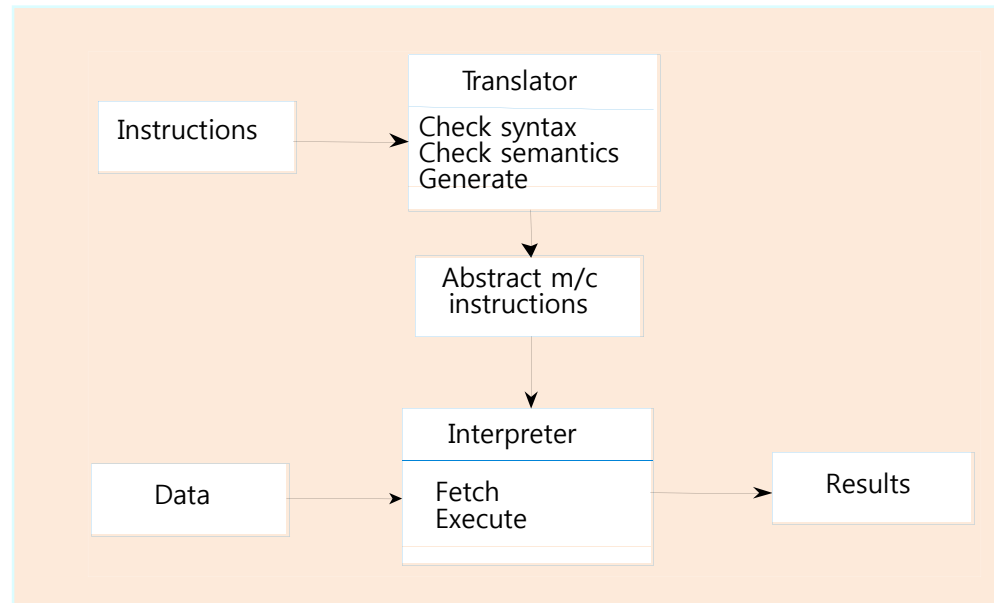 Translator
Instructions
Check syntax
Check semantics
Generate
Abstract m/c
instructions
Interpreter
Data
Fetch
Execute
Results